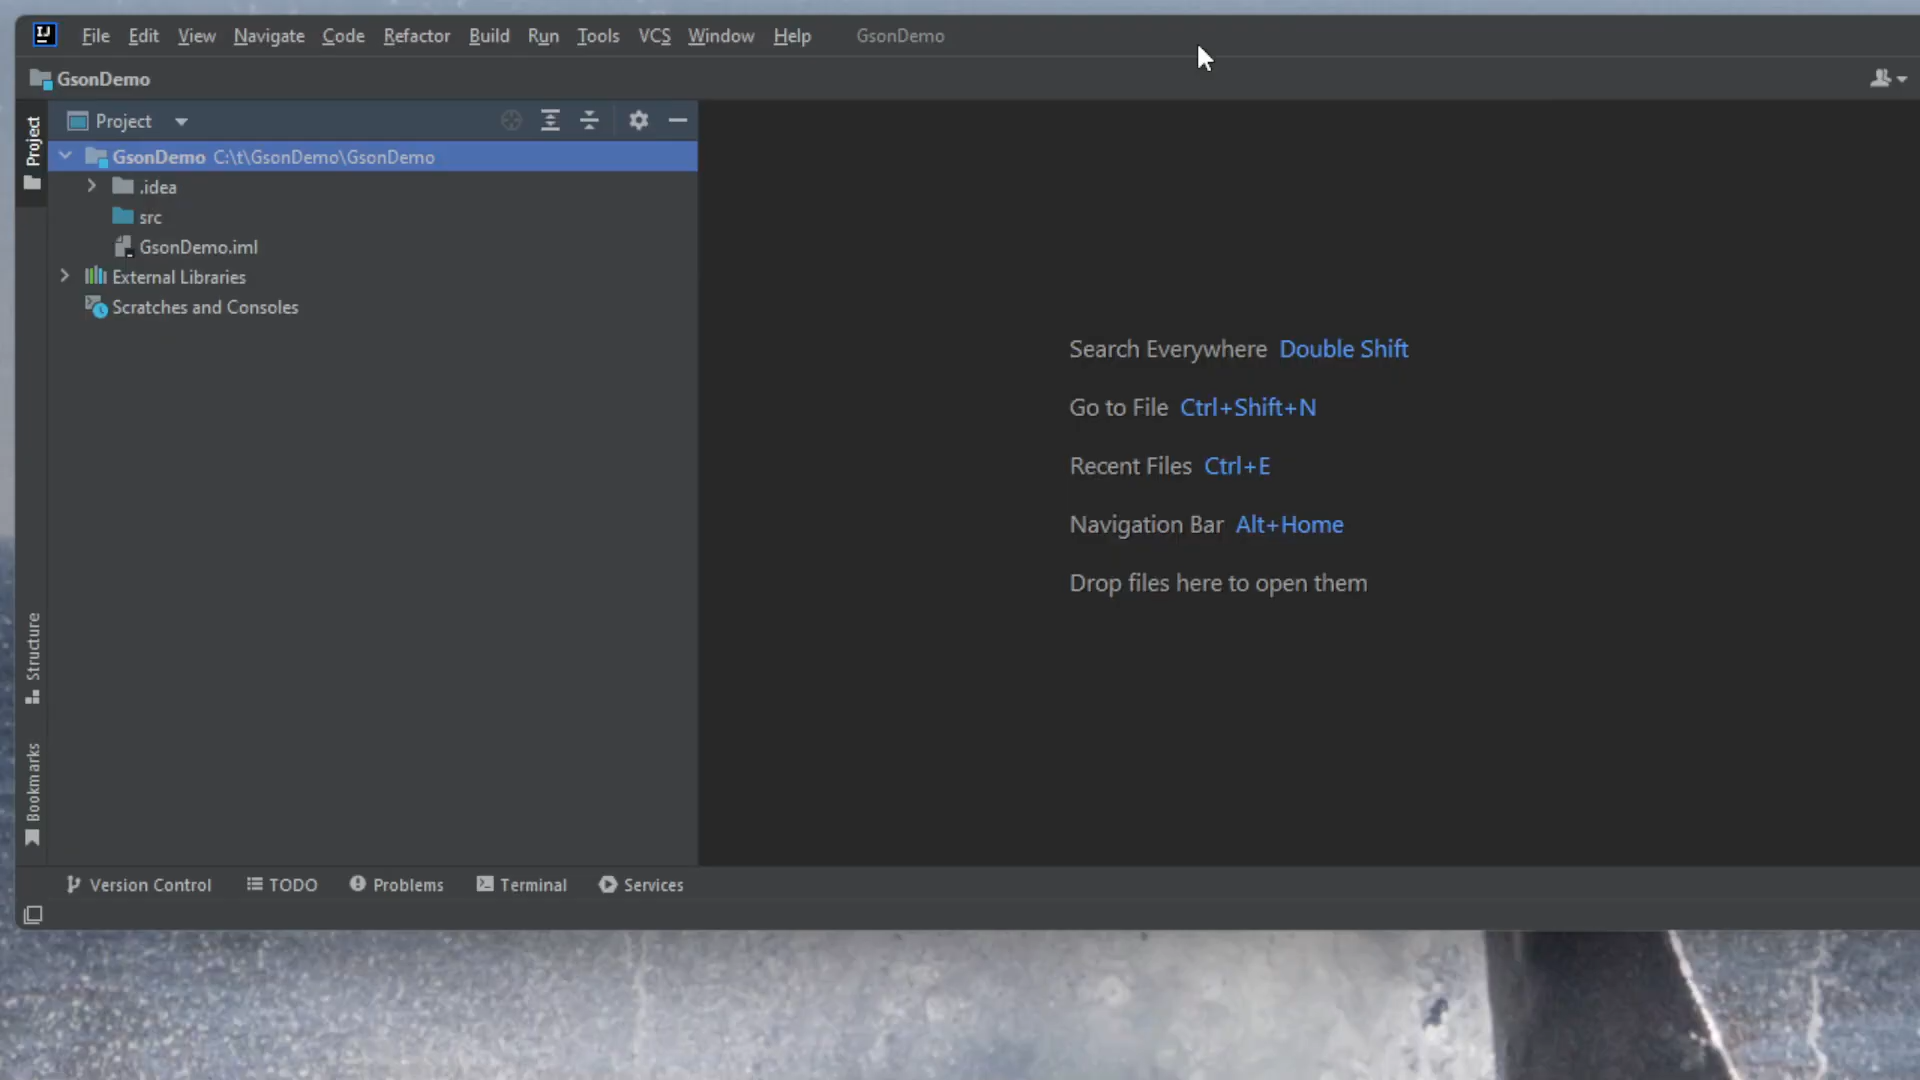 IJ File Edit View Navigate Code Refactor Build Run Tools VCS Window Help GsonDemo
GsonDemo
Project
Project
GsonDemo C:\t\GsonDemo\GsonDemo
.idea
src
GsonDemo.iml
External Libraries
Scratches and Consoles
Search Everywhere Double Shift
Go to File Ctrl+Shift+N
Recent Files Ctrl+E
Navigation Bar Alt+Home
Drop files here to open them
Structure
Bookmarks
Version Control TODO Problems Terminal Services